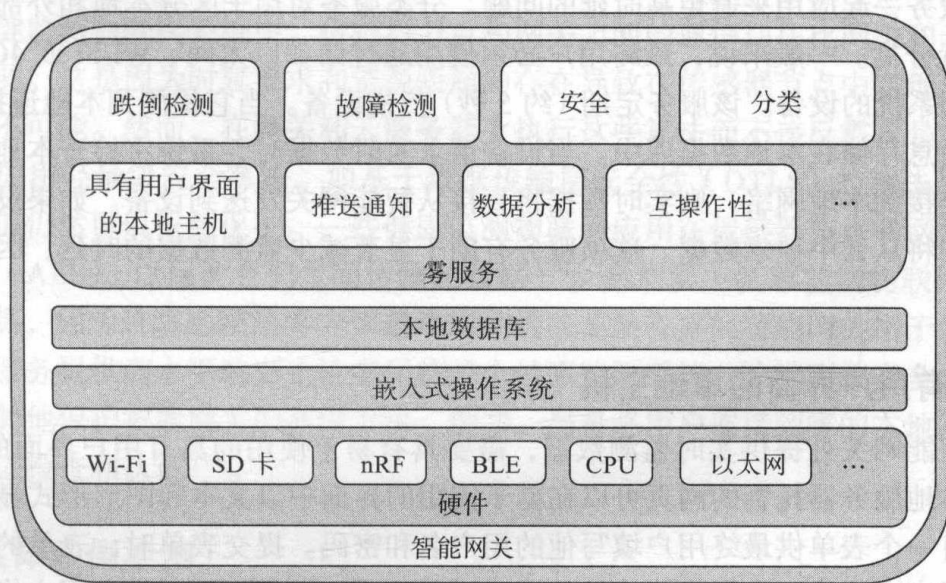 跌倒检测 故障检测 安全 分类
具有用户界面
的本地主机 推送通知 数据分析 互操作性 …
雾服务
本地数据库
嵌入式操作系统
Wi-Fi SD卡 nRF BLE CPU 以太网 …
硬件
智能网关